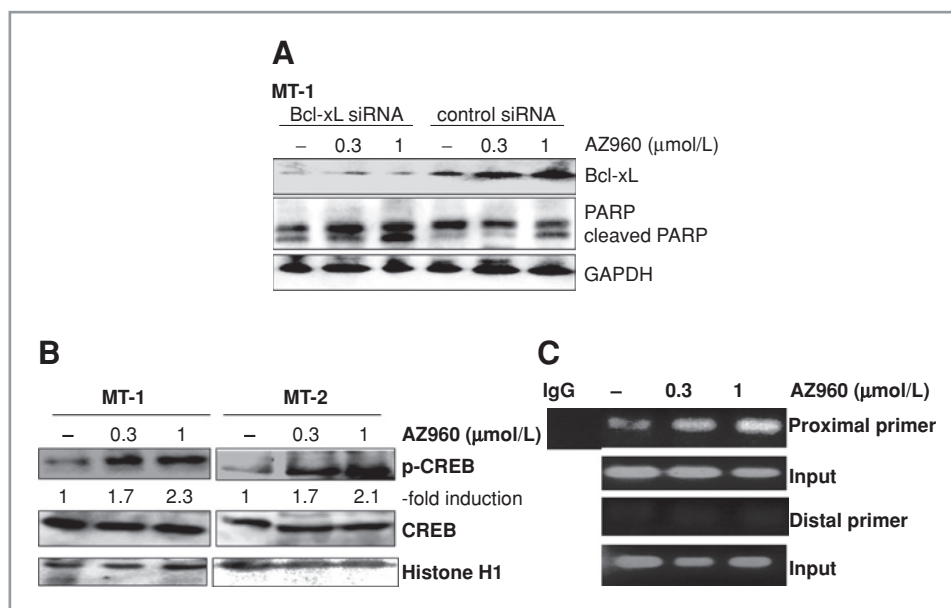 A
MT-1
Bcl-xL siRNA control siRNA
– 0.3 1 – 0.3 1 AZ960 (μmol/L)
Bcl-xL
PARP
cleaved PARP
GAPDH
B
MT-1 MT-2
– 0.3 1 – 0.3 1 AZ960 (μmol/L)
p-CREB
1 1.7 2.3 1 1.7 2.1 -fold induction
CREB
Histone H1
C
IgG – 0.3 1 AZ960 (μmol/L)
Proximal primer
Input
Distal primer
Input